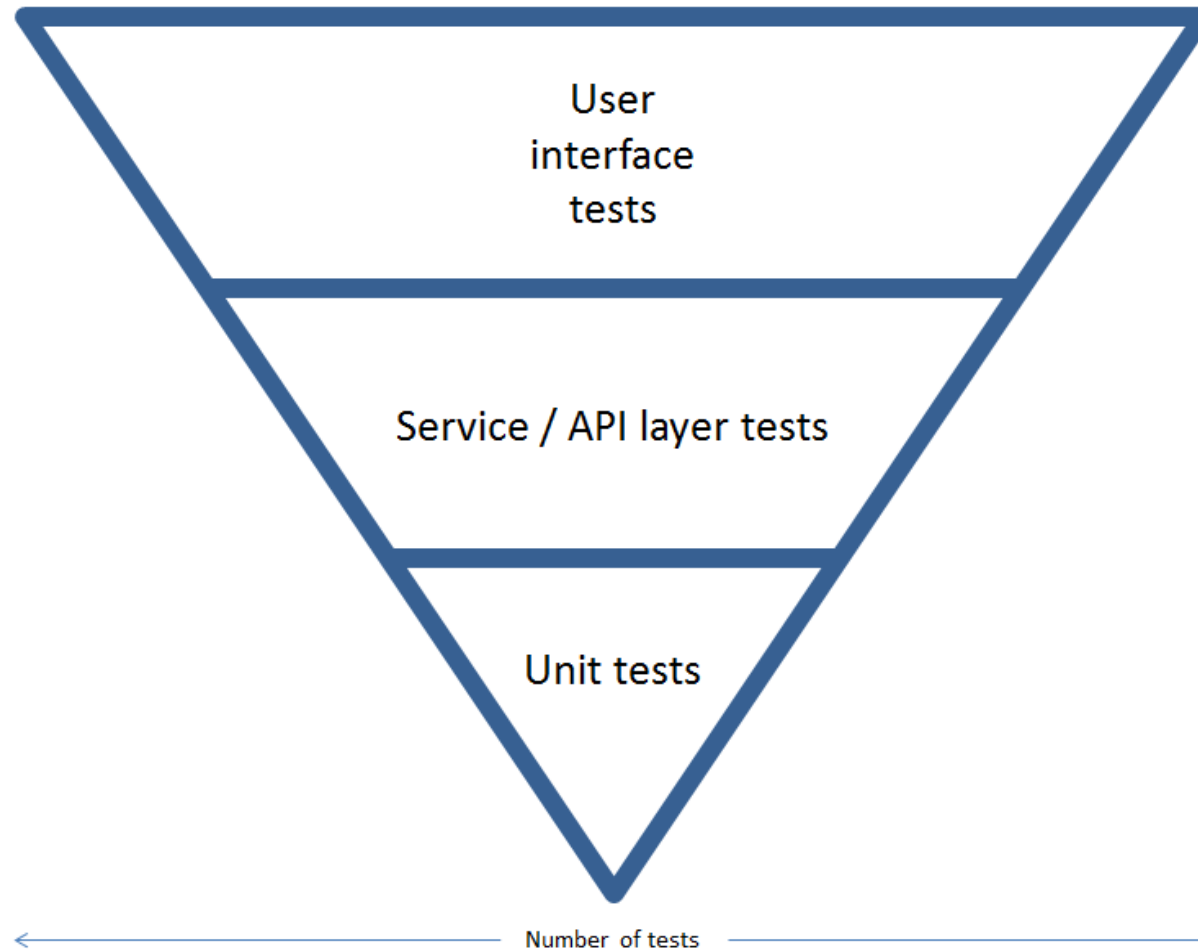 User
interface
tests
Service / API layer tests
Unit tests
Number of tests